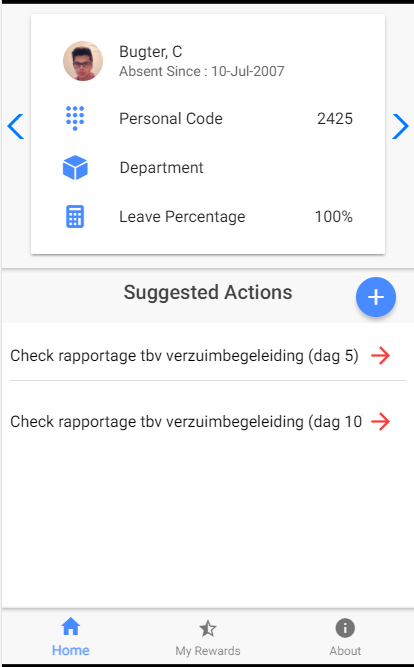 Bugter, C
Absent Since : 10-Jul-2007
Personal Code 2425
Department
Leave Percentage 100%
Suggested Actions
Check rapportage tbv verzuimbegeleiding (dag 5)
Check rapportage tbv verzuimbegeleiding (dag 10
Home My Rewards About